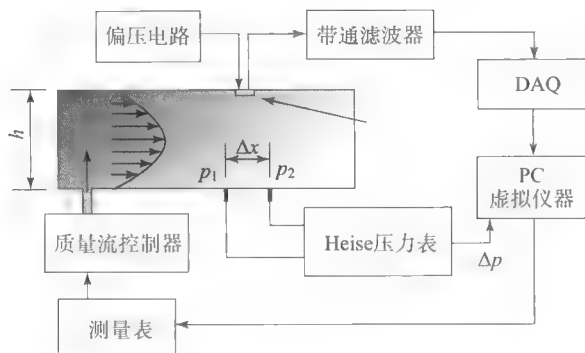 偏压电路
带通滤波器
DAQ
h
Δx
p₁
p₂
PC
虚拟仪器
质量流控制器
Heise压力表
Δp
测量表